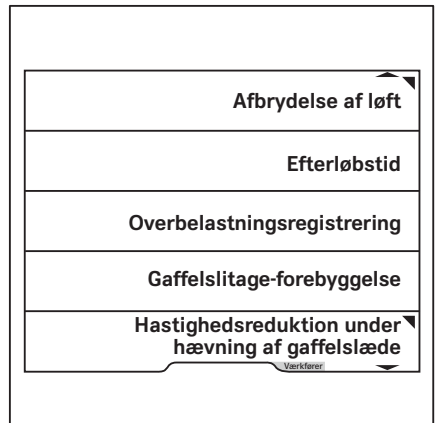 Afbrydelse af løft
Efterløbstid
Overbelastningsregistrering
Gaffelslitage-forebyggelse
Hastighedsreduktion under
hævning af gaffelslæde
Værkfører